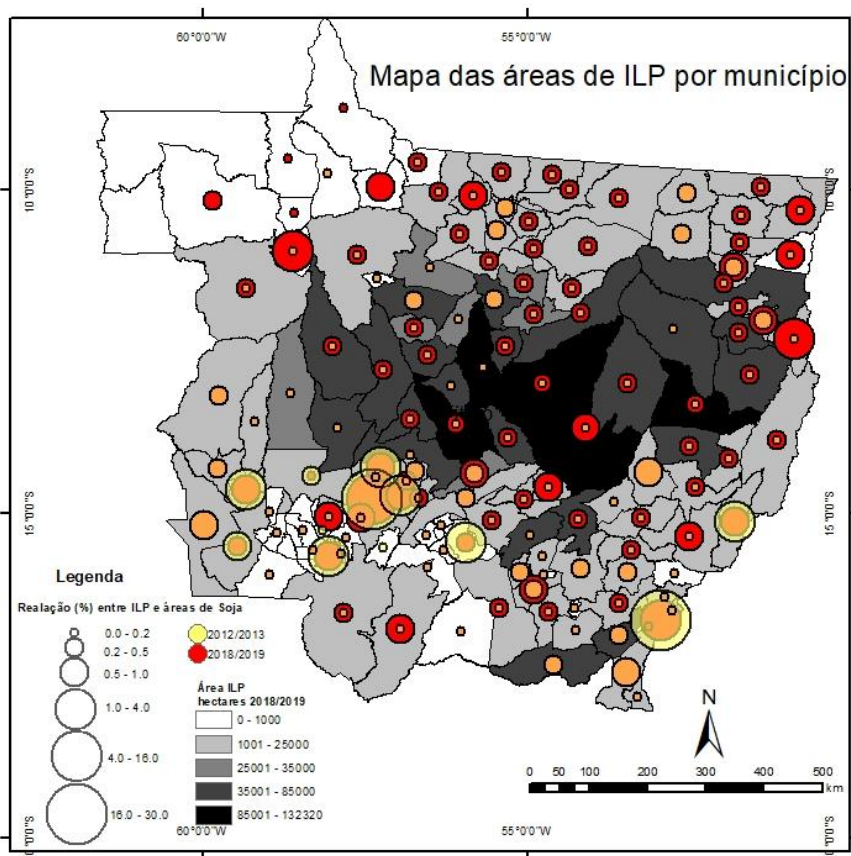 60°0'0"W 55°0'0"W
Mapa das áreas de ILP por município
10°0'0"S 10°0'0"S
15°0'0"S 15°0'0"S
Legenda
Realação (%) entre ILP e áreas de Soja
0.0 - 0.2
0.2 - 0.5
0.5 - 1.0
1.0 - 4.0
4.0 - 16.0
16.0 - 30.0
2012/2013
2018/2019
Área ILP
hectares 2018/2019
0 - 1000
1001 - 25000
25001 - 35000
35001 - 85000
85001 - 132320
N
0 50 100 200 300 400 500
km
60°0'0"W 55°0'0"W